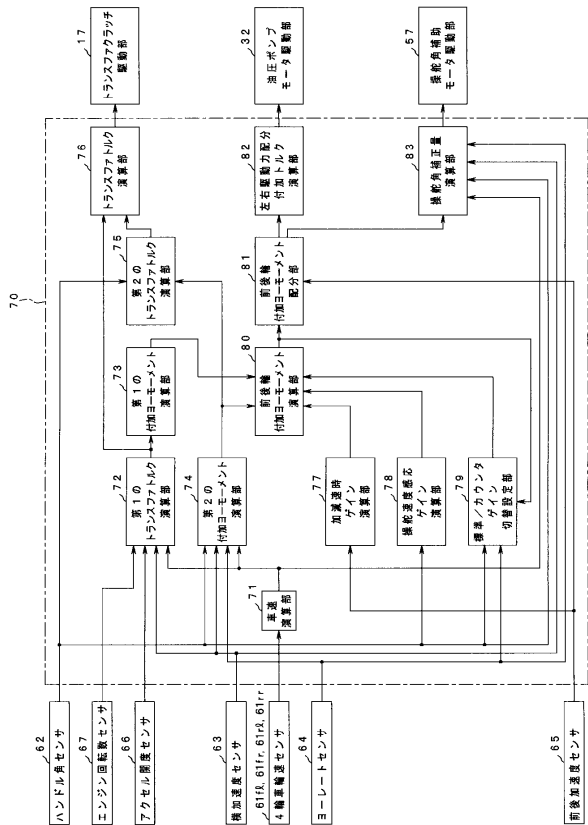 70
62
ハンドル角センサ
67
エンジン回転数センサ
66
アクセル開度センサ
63
横加速度センサ
61fℓ, 61fr, 61rℓ, 61rr
4輪車輪速センサ
64
ヨーレートセンサ
65
前後加速度センサ
71
車速
演算部
72
第1の
トランスファトルク
演算部
74
第2の
付加ヨーモーメント
演算部
77
加減速時
ゲイン
演算部
78
操舵速度感応
ゲイン
演算部
79
標準/カウンタ
ゲイン
切替設定部
73
第1の
付加ヨーモーメント
演算部
80
前後輪
付加ヨーモーメント
演算部
75
第2の
トランスファトルク
演算部
81
前後輪
付加ヨーモーメント
配分部
76
トランスファトルク
演算部
82
左右駆動力配分
付加トルク
演算部
83
操舵角補正量
演算部
17
トランスファクラッチ
駆動部
32
油圧ポンプ
モータ駆動部
57
操舵角補助
モータ駆動部